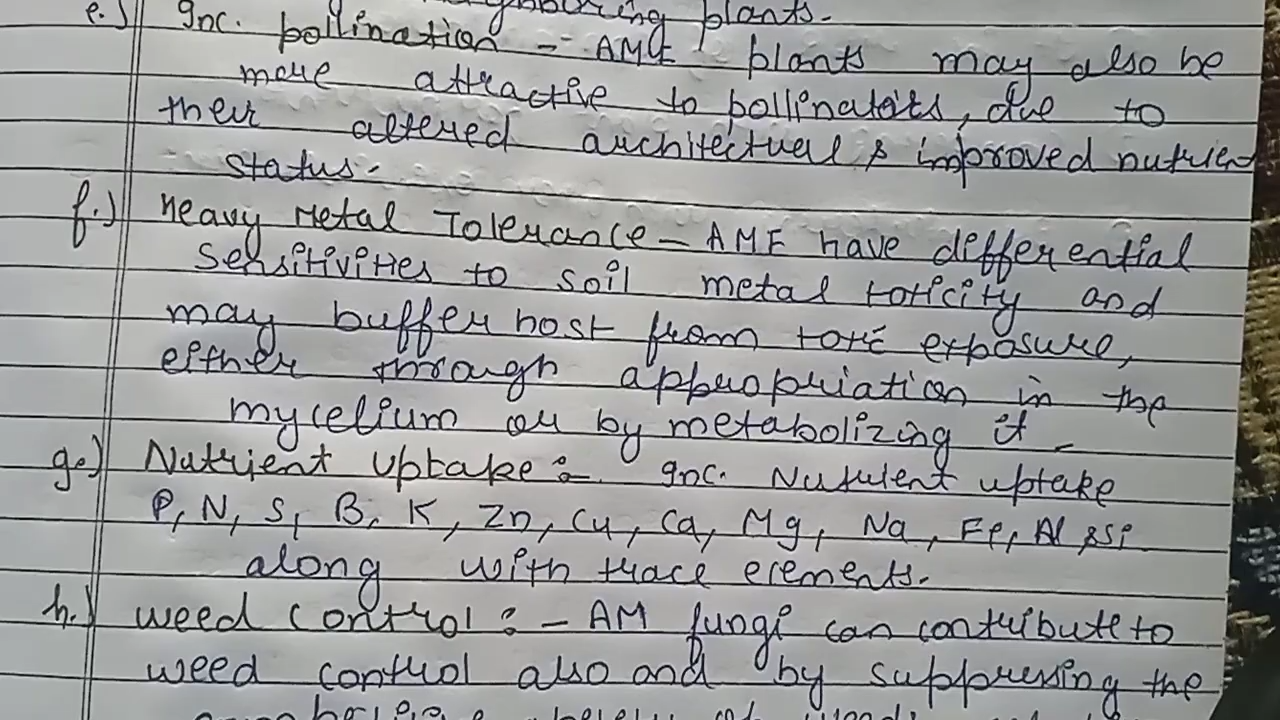 plants.
e.) Inc. pollination - AMF plants may also be
more attractive to pollinators, due to
their altered architectural & improved nutrien
status.
f.) Heavy Metal Tolerance - AMF have differential
Sensitivities to soil metal toxicity and
may buffer host from toxic exposure,
either through appropriation in the
mycelium or by metabolizing it -
g.) Nutrient Uptake :- Inc. Nutrient uptake
P, N, S, B, K, Zn, Cu, Ca, Mg, Na, Fe, Al & Si
along with trace elements.
h.) weed control :- AM fungi can contribute to
weed control also and by suppressing the